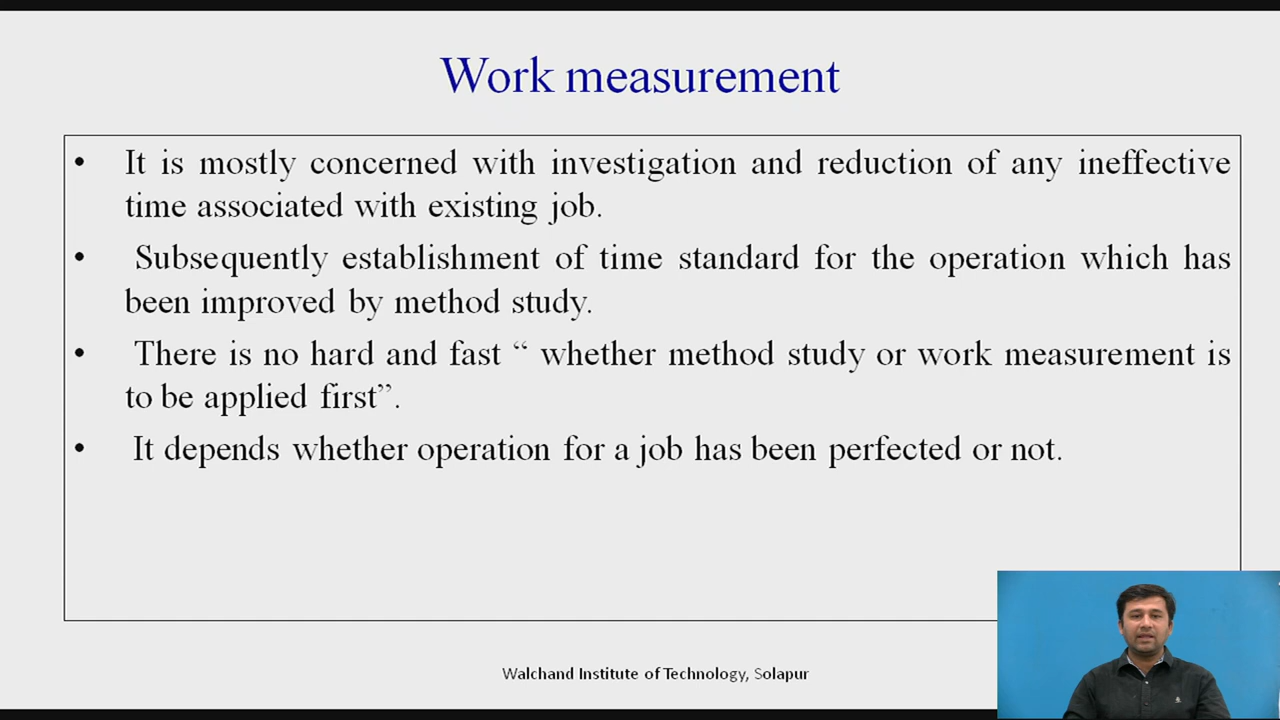 Work measurement
• It is mostly concerned with investigation and reduction of any ineffective
time associated with existing job.
• Subsequently establishment of time standard for the operation which has
been improved by method study.
• There is no hard and fast “ whether method study or work measurement is
to be applied first”.
• It depends whether operation for a job has been perfected or not.
Walchand Institute of Technology, Solapur